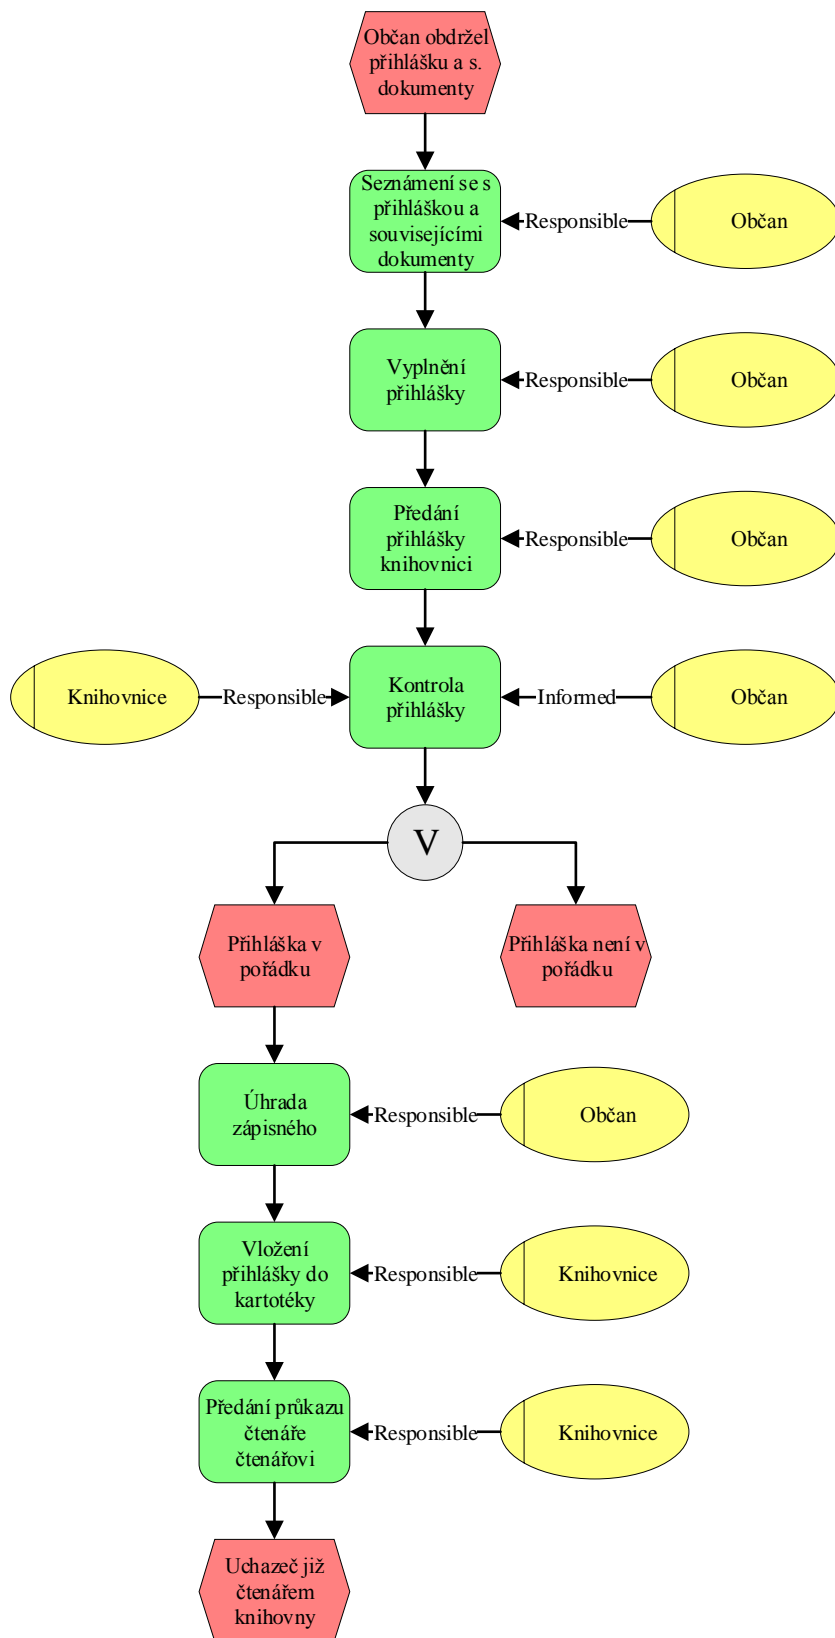 Občan obdržel
přihlášku a s.
dokumenty
Seznámení se s
přihláškou a
souvisejícími
dokumenty
Responsible
Občan
Vyplnění
přihlášky
Responsible
Občan
Předání
přihlášky
knihovnici
Responsible
Občan
Knihovnice
Responsible
Kontrola
přihlášky
Informed
Občan
V
Přihláška v
pořádku
Přihláška není v
pořádku
Úhrada
zápisného
Responsible
Občan
Vložení
přihlášky do
kartotéky
Responsible
Knihovnice
Předání průkazu
čtenáře
čtenářovi
Responsible
Knihovnice
Uchazeč již
čtenářem
knihovny